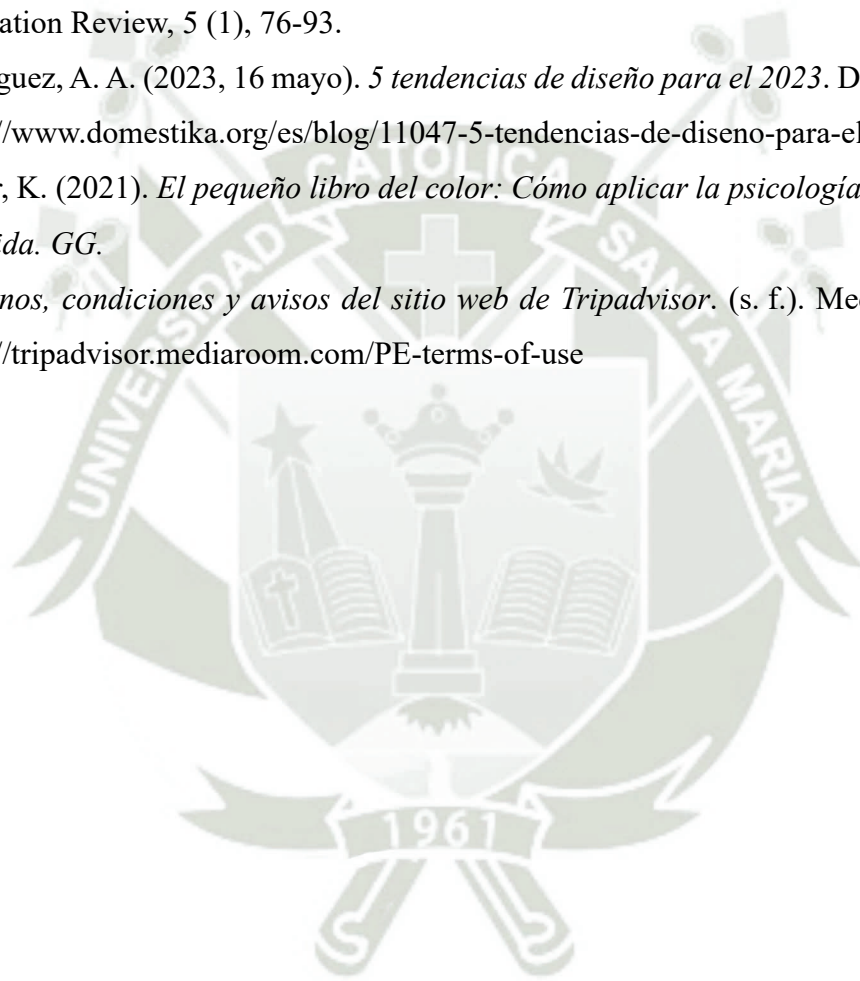 ation Review, 5 (1), 76-93.
guez, A. A. (2023, 16 mayo). 5 tendencias de diseño para el 2023. D
//www.domestika.org/es/blog/11047-5-tendencias-de-diseno-para-el
r, K. (2021). El pequeño libro del color: Cómo aplicar la psicología
ida. GG.
nos, condiciones y avisos del sitio web de Tripadvisor. (s. f.). Med
//tripadvisor.mediaroom.com/PE-terms-of-use
UNIVERSIDAD CATOLICA SANTA MARIA
1961